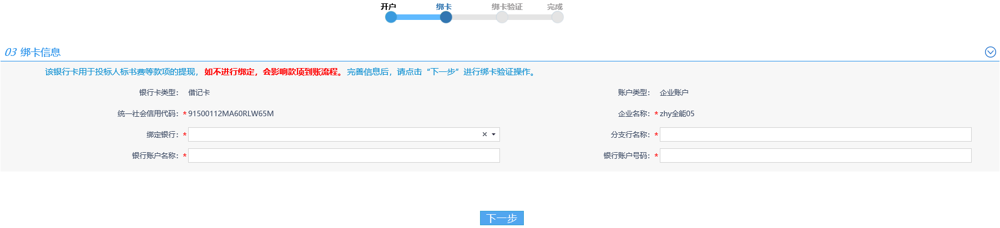 开户 绑卡 绑卡验证 完成
03 绑卡信息
该银行卡用于投标人标书费等款项的提现，如不进行绑定，会影响款项到账流程。完善信息后，请点击“下一步”进行绑卡验证操作。
银行卡类型： 借记卡 账户类型： 企业账户
统一社会信用代码：*91500112MA60RLW65M 企业名称：*zhy全能05
绑定银行：* 分支行名称：*
银行账户名称：* 银行账户号码：*
下一步